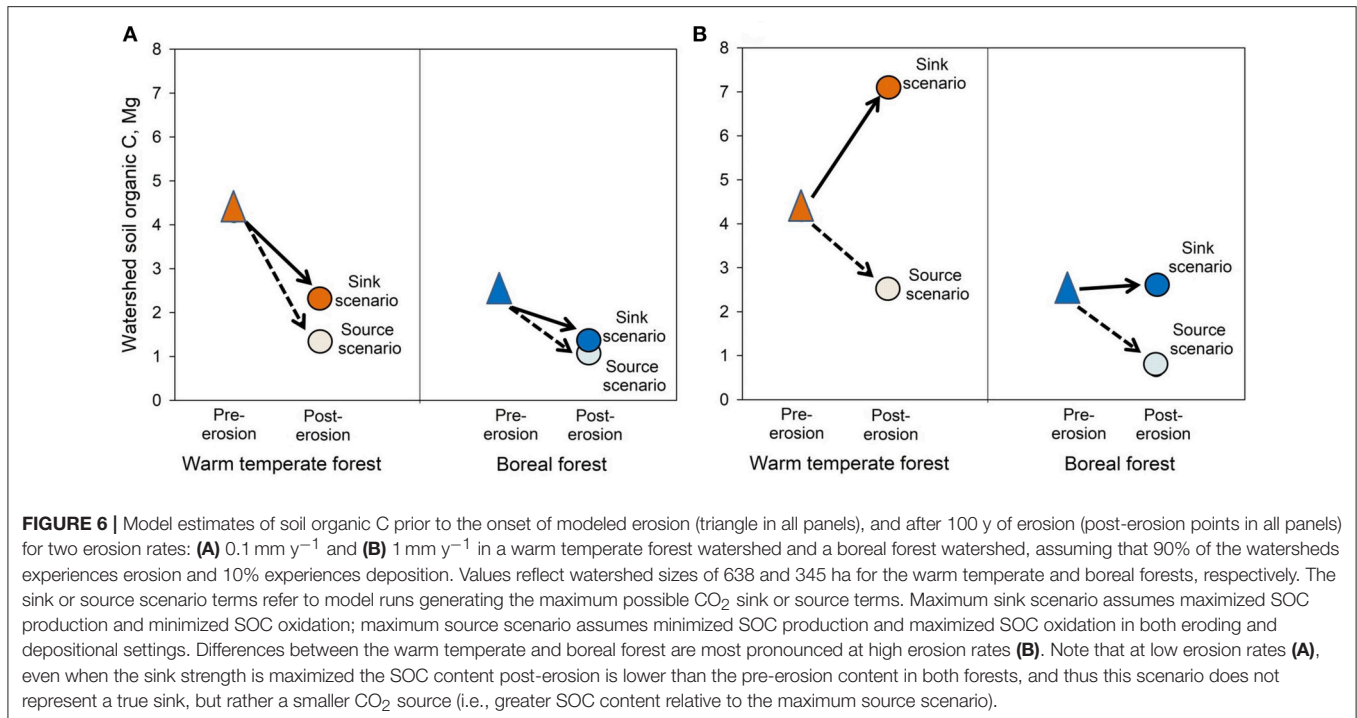 A
B
8
7
6
5
4
3
2
1
0
Watershed soil organic C, Mg
Sink
scenario
Source
scenario
Sink
scenario
Source
scenario
Pre-
erosion
Post-
erosion
Pre-
erosion
Post-
erosion
Warm temperate forest
Boreal forest
8
7
6
5
4
3
2
1
0
Sink
scenario
Source
scenario
Sink
scenario
Source
scenario
Pre-
erosion
Post-
erosion
Pre-
erosion
Post-
erosion
Warm temperate forest
Boreal forest
FIGURE 6 | Model estimates of soil organic C prior to the onset of modeled erosion (triangle in all panels), and after 100 y of erosion (post-erosion points in all panels)
for two erosion rates: (A) 0.1 mm y⁻¹ and (B) 1 mm y⁻¹ in a warm temperate forest watershed and a boreal forest watershed, assuming that 90% of the watersheds
experiences erosion and 10% experiences deposition. Values reflect watershed sizes of 638 and 345 ha for the warm temperate and boreal forests, respectively. The
sink or source scenario terms refer to model runs generating the maximum possible CO₂ sink or source terms. Maximum sink scenario assumes maximized SOC
production and minimized SOC oxidation; maximum source scenario assumes minimized SOC production and maximized SOC oxidation in both eroding and
depositional settings. Differences between the warm temperate and boreal forest are most pronounced at high erosion rates (B). Note that at low erosion rates (A),
even when the sink strength is maximized the SOC content post-erosion is lower than the pre-erosion content in both forests, and thus this scenario does not
represent a true sink, but rather a smaller CO₂ source (i.e., greater SOC content relative to the maximum source scenario).